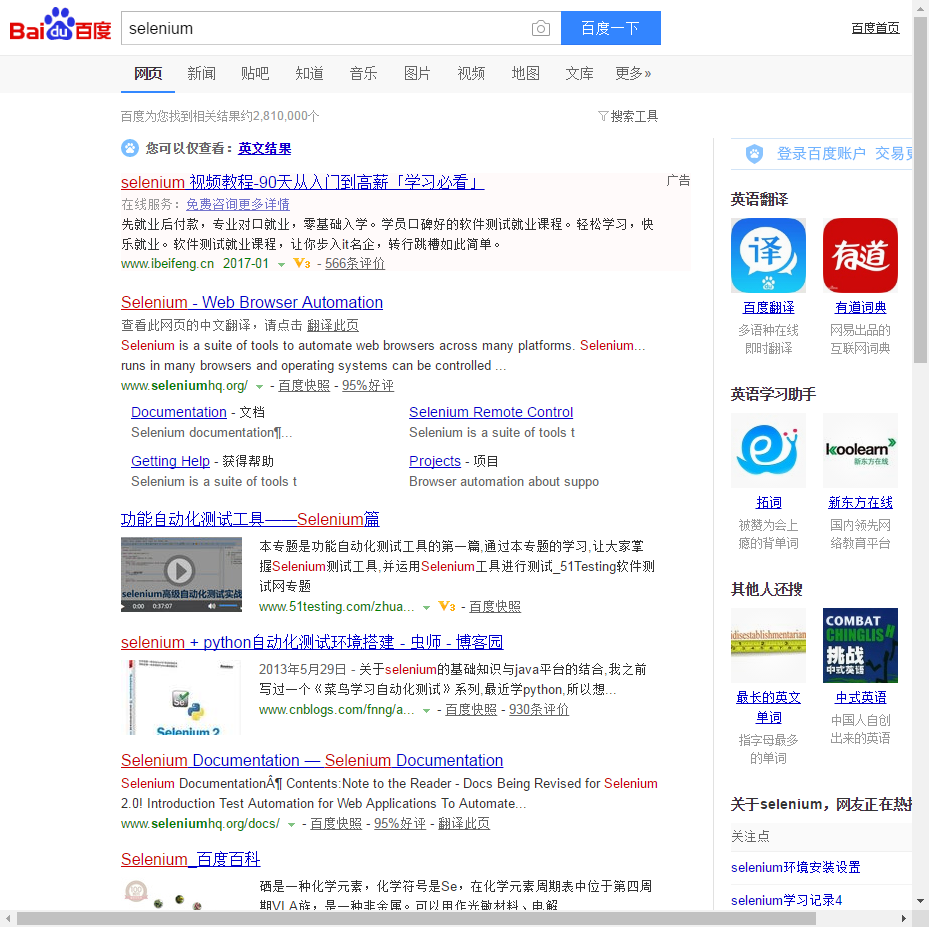 Bai du 百度
selenium
百度一下
百度首页
网页 新闻 贴吧 知道 音乐 图片 视频 地图 文库 更多»
百度为您找到相关结果约2,810,000个
搜索工具
您可以仅查看：英文结果
selenium 视频教程-90天从入门到高薪「学习必看」
广告
在线服务：免费咨询更多详情
先就业后付款，专业对口就业，零基础入学。学员口碑好的软件测试就业课程。轻松学习，快
乐就业。软件测试就业课程，让你步入it名企，转行跳槽如此简单。
www.ibeifeng.cn 2017-01 V3 - 566条评价
Selenium - Web Browser Automation
查看此网页的中文翻译，请点击 翻译此页
Selenium is a suite of tools to automate web browsers across many platforms. Selenium...
runs in many browsers and operating systems can be controlled ...
www.seleniumhq.org/ - 百度快照 - 95%好评
Documentation - 文档
Selenium documentation¶...
Selenium Remote Control
Selenium is a suite of tools t
Getting Help - 获得帮助
Selenium is a suite of tools t
Projects - 项目
Browser automation about suppo
功能自动化测试工具——Selenium篇
selenium高级自动化测试实战
0:00 0:37:07
本专题是功能自动化测试工具的第一篇,通过本专题的学习,让大家掌
握Selenium测试工具,并运用Selenium工具进行测试_51Testing软件测
试网专题
www.51testing.com/zhua... V3 - 百度快照
selenium + python自动化测试环境搭建 - 虫师 - 博客园
Se
Selenium 2
2013年5月29日 - 关于selenium的基础知识与java平台的结合,我之前
写过一个《菜鸟学习自动化测试》系列,最近学python,所以想...
www.cnblogs.com/fnng/a... - 百度快照 - 930条评价
Selenium Documentation — Selenium Documentation
Selenium DocumentationÂ¶ Contents:Note to the Reader - Docs Being Revised for Selenium
2.0! Introduction Test Automation for Web Applications To Automate...
www.seleniumhq.org/docs/ - 百度快照 - 95%好评 - 翻译此页
Selenium_百度百科
硒是一种化学元素，化学符号是Se，在化学元素周期表中位于第四周
期VI A族，是一种非金属。可以用作光敏材料、电解
登录百度账户 交易更
英语翻译
译
有道
百度翻译
有道词典
多语种在线
即时翻译
网易出品的
互联网词典
英语学习助手
koolearn
新东方在线
拓词
新东方在线
被赞为会上
瘾的背单词
国内领先网
络教育平台
其他人还搜
idisestablishmentarian
COMBAT
CHINGLISH
挑战
中式英语
最长的英文
单词
中式英语
指字母最多
的单词
中国人自创
出来的英语
关于selenium，网友正在热
关注点
selenium环境安装设置
selenium学习记录4